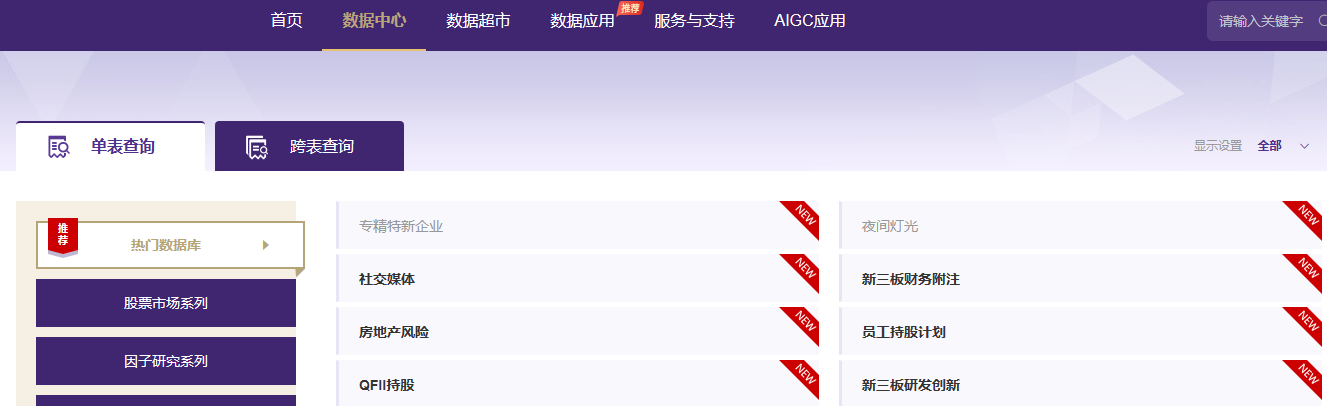 首页 数据中心 数据超市 数据应用 推荐 服务与支持 AIGC应用 请输入关键字
单表查询 跨表查询 显示设置 全部
推荐 热门数据库
股票市场系列
因子研究系列
专精特新企业 NEW 夜间灯光 NEW
社交媒体 NEW 新三板财务附注 NEW
房地产风险 NEW 员工持股计划 NEW
QFII持股 NEW 新三板研发创新 NEW